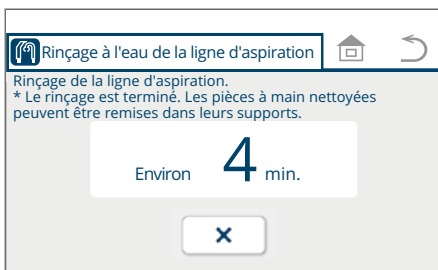 Rinçage à l'eau de la ligne d'aspiration
Rinçage de la ligne d'aspiration.
* Le rinçage est terminé. Les pièces à main nettoyées
peuvent être remises dans leurs supports.
Environ 4 min.